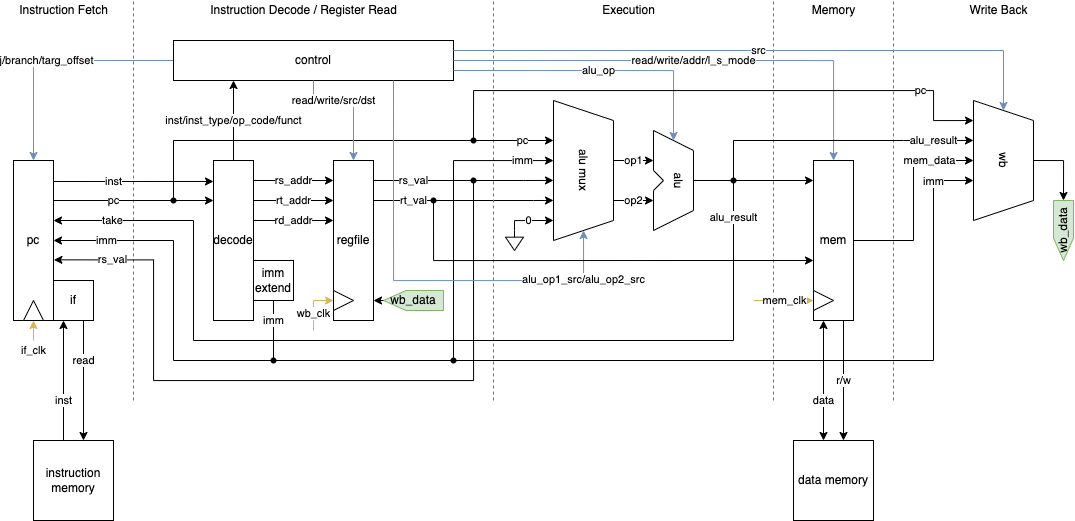 Instruction Fetch
Instruction Decode / Register Read
Execution
Memory
Write Back
control
src
j/branch/targ_offset
read/write/addr/l_s_mode
alu_op
pc
read/write/src/dst
inst/inst_type/op_code/funct
pc
alu_result
imm
mem_data
imm
alu mux
op1
op2
alu
wb
inst
pc
take
imm
rs_val
pc
if
decode
rs_addr
rt_addr
rd_addr
regfile
rs_val
rt_val
0
alu_result
mem
wb_data
imm
extend
alu_op1_src/alu_op2_src
wb_data
wb_clk
mem_clk
imm
if_clk
read
inst
r/w
data
instruction
memory
data memory